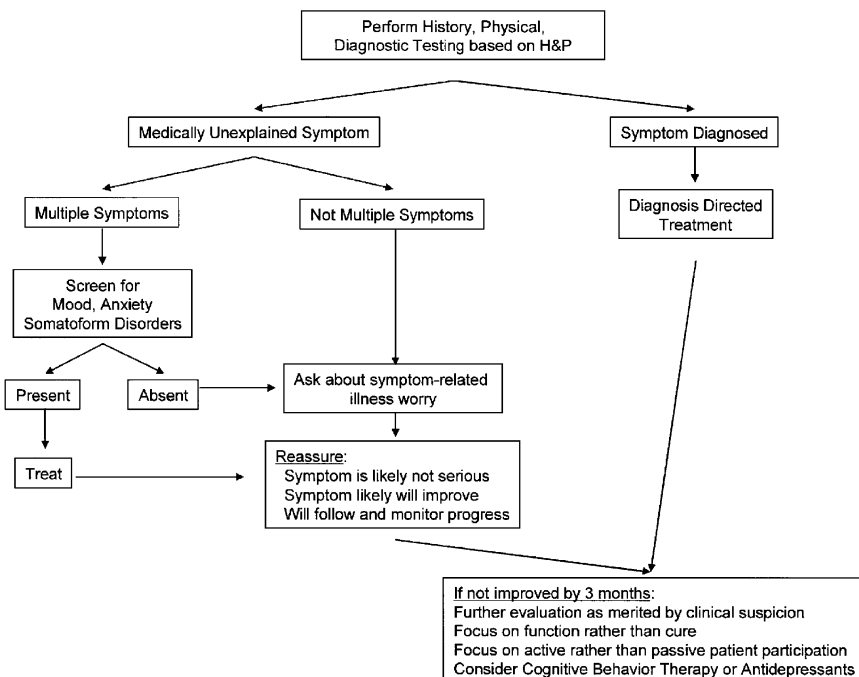 Perform History, Physical,
Diagnostic Testing based on H&P
Medically Unexplained Symptom
Symptom Diagnosed
Multiple Symptoms
Not Multiple Symptoms
Diagnosis Directed
Treatment
Screen for
Mood, Anxiety
Somatoform Disorders
Present
Absent
Ask about symptom-related
illness worry
Treat
Reassure:
Symptom is likely not serious
Symptom likely will improve
Will follow and monitor progress
If not improved by 3 months:
Further evaluation as merited by clinical suspicion
Focus on function rather than cure
Focus on active rather than passive patient participation
Consider Cognitive Behavior Therapy or Antidepressants